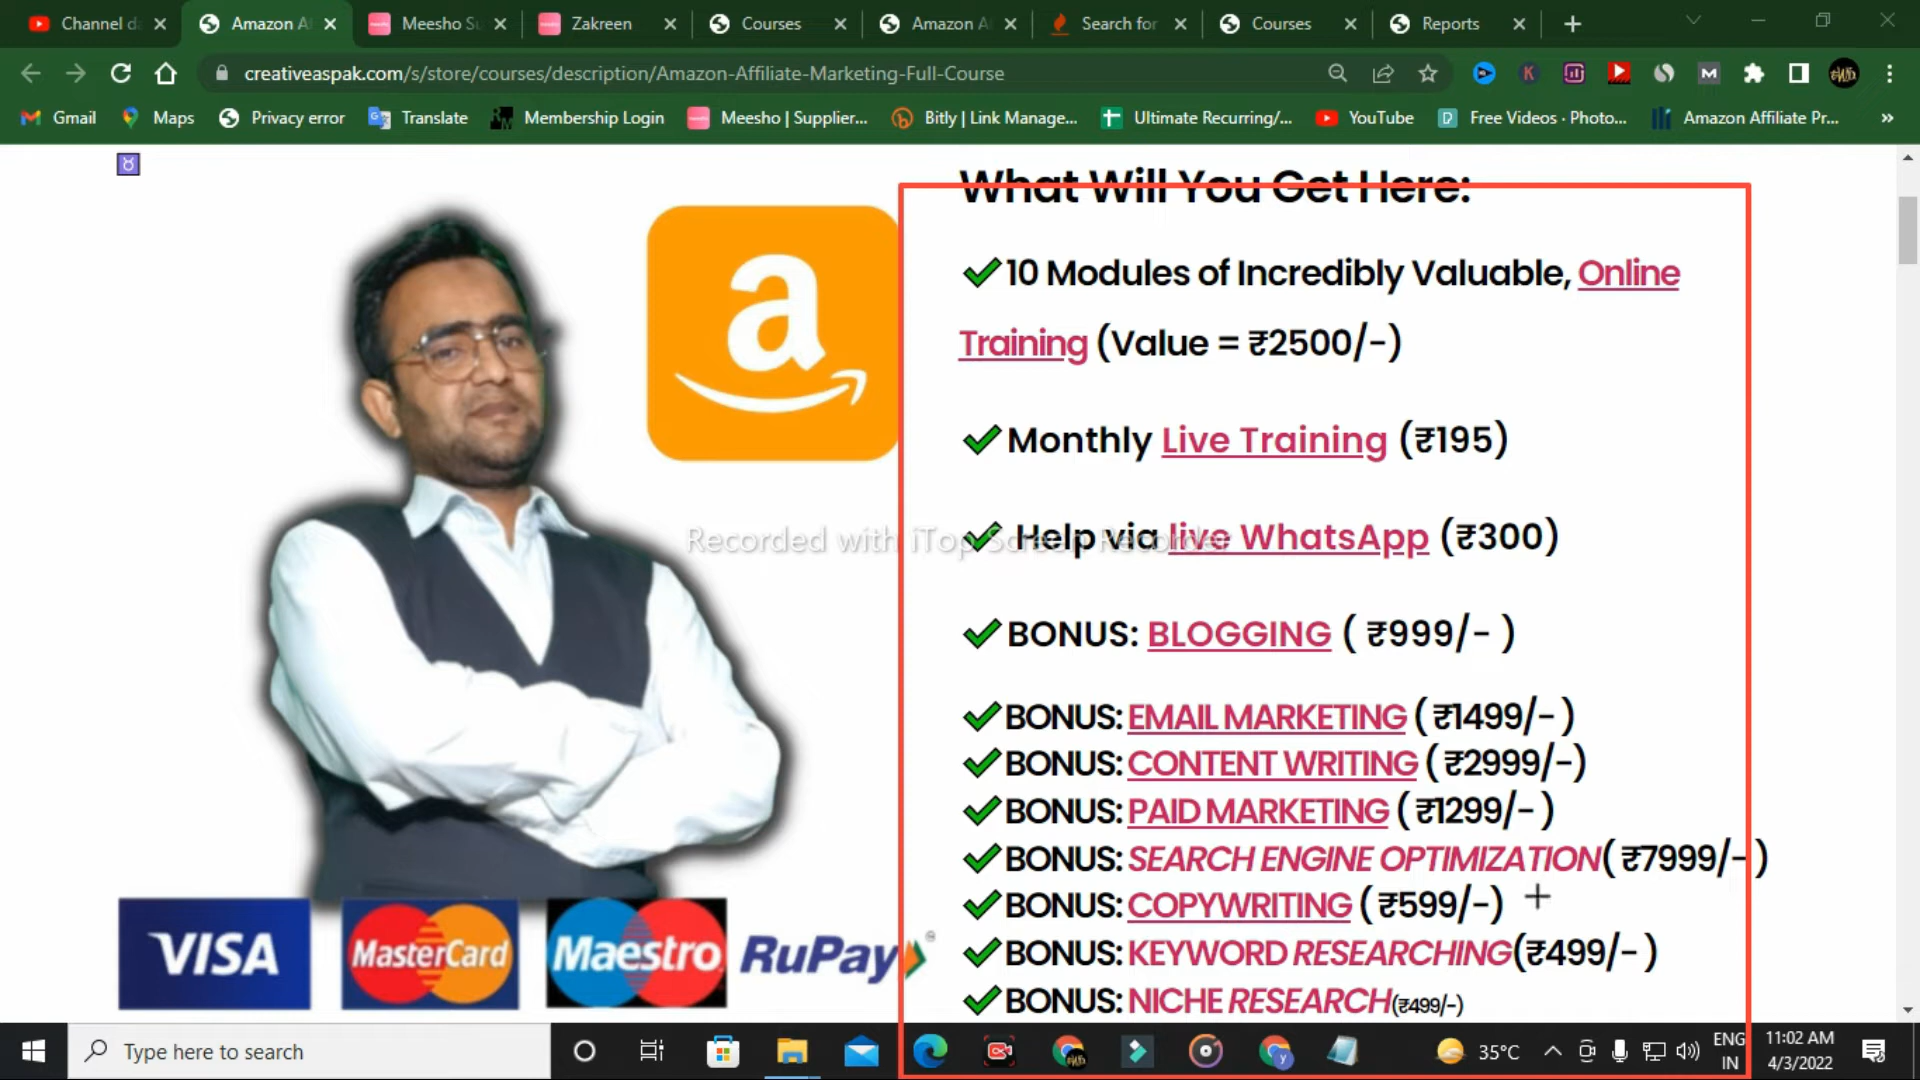 Channel d
Amazon A
Meesho Su
Zakreen
Courses
Amazon A
Search for
Courses
Reports
creativeaspak.com/s/store/courses/description/Amazon-Affiliate-Marketing-Full-Course
Gmail
Maps
Privacy error
Translate
Membership Login
Meesho | Supplier...
Bitly | Link Manage...
Ultimate Recurring/...
YouTube
Free Videos · Photo...
Amazon Affiliate Pr...
»
What Will You Get Here:
✔10 Modules of Incredibly Valuable, Online
Training (Value = ₹2500/-)
✔Monthly Live Training (₹195)
✔ Help via live WhatsApp (₹300)
Recorded with iTop Screen Recorder
✔BONUS: BLOGGING ( ₹999/- )
✔BONUS: EMAIL MARKETING ( ₹1499/- )
✔BONUS: CONTENT WRITING ( ₹2999/-)
✔BONUS: PAID MARKETING ( ₹1299/- )
✔BONUS: SEARCH ENGINE OPTIMIZATION( ₹7999/- )
✔BONUS: COPYWRITING ( ₹599/-)
✔BONUS: KEYWORD RESEARCHING(₹499/- )
✔BONUS: NICHE RESEARCH(₹499/-)
VISA
MasterCard
Maestro
RuPay
Type here to search
35°C
ENG
IN
11:02 AM
4/3/2022